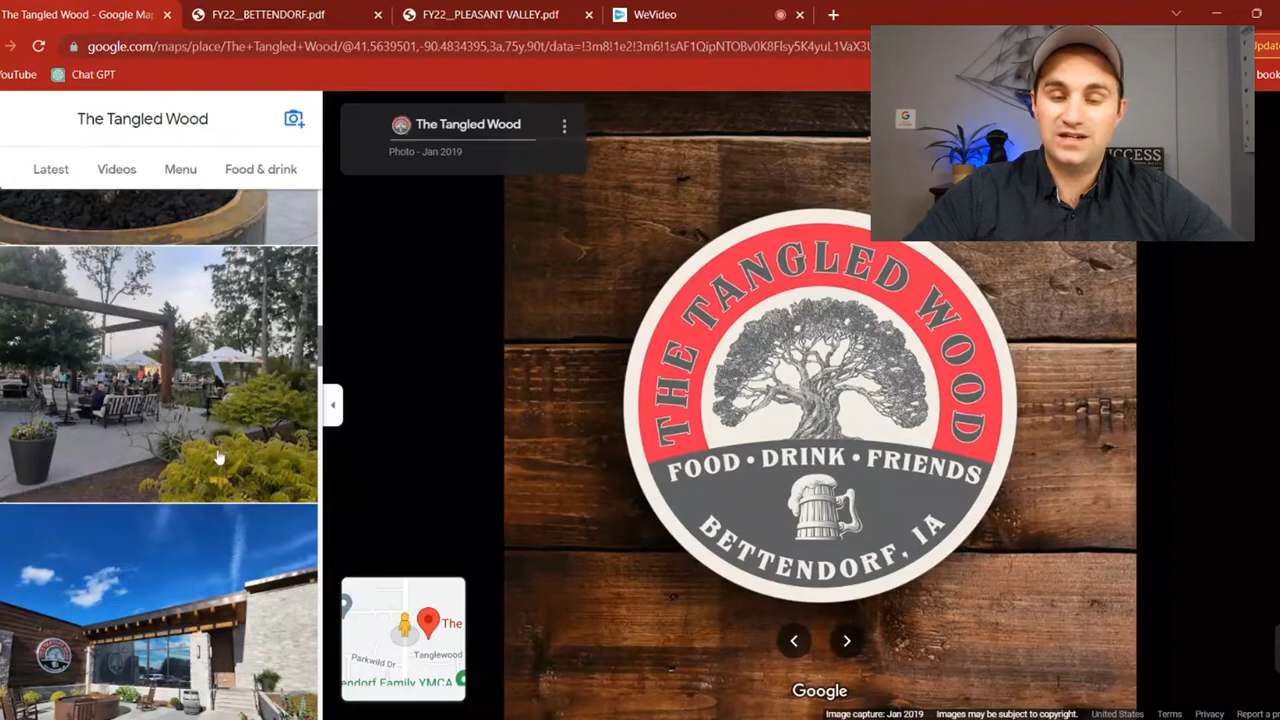 The Tangled Wood - Google Ma
FY22__BETTENDORF.pdf
FY22__PLEASANT VALLEY.pdf
WeVideo
google.com/maps/place/The+Tangled+Wood/@41.5639501,-90.4834395,3a,75y,90t/data=!3m8!1e2!3m6!1sAF1QipNTOBv0K8Flsy5K4yuL1VaX3U
Update
YouTube
Chat GPT
book
The Tangled Wood
Latest
Videos
Menu
Food & drink
The Tangled Wood
Photo - Jan 2019
THE TANGLED WOOD
FOOD • DRINK • FRIENDS
BETTENDORF, IA
The
Tanglewood
Parkwild Dr
endorf Family YMCA
Google
Image capture: Jan 2019
Images may be subject to copyright.
United States
Terms
Privacy
Report a p